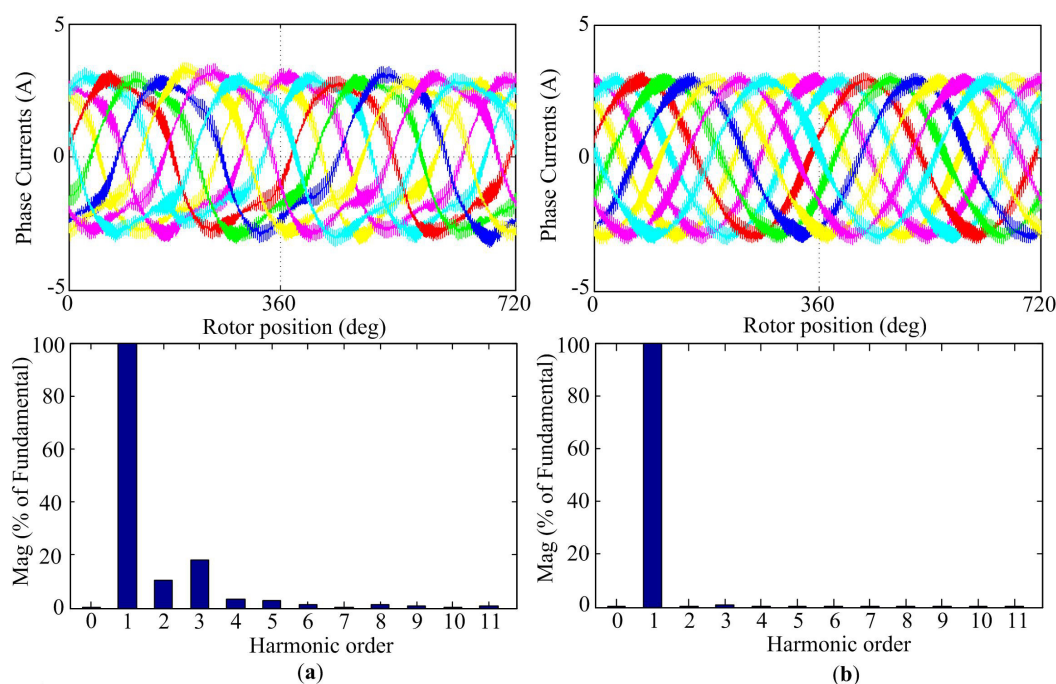 5
0
-5
Phase Currents (A)
0
360
720
Rotor position (deg)
5
0
-5
Phase Currents (A)
0
360
720
Rotor position (deg)
100
80
60
40
20
0
Mag (% of Fundamental)
0 1 2 3 4 5 6 7 8 9 10 11
Harmonic order
(a)
100
80
60
40
20
0
Mag (% of Fundamental)
0 1 2 3 4 5 6 7 8 9 10 11
Harmonic order
(b)